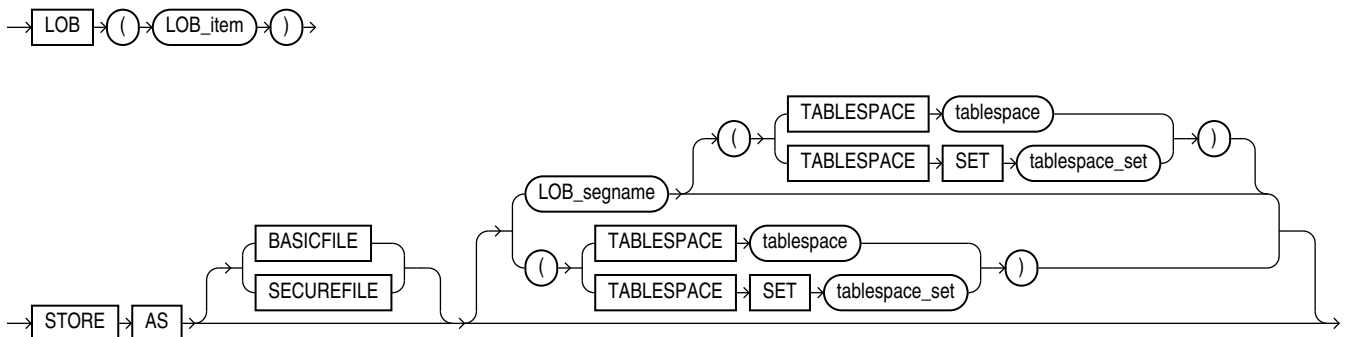 LOB ( LOB_item )
( TABLESPACE tablespace )
TABLESPACE SET tablespace_set
LOB_segname
BASICFILE ( TABLESPACE tablespace )
SECUREFILE TABLESPACE SET tablespace_set
STORE AS